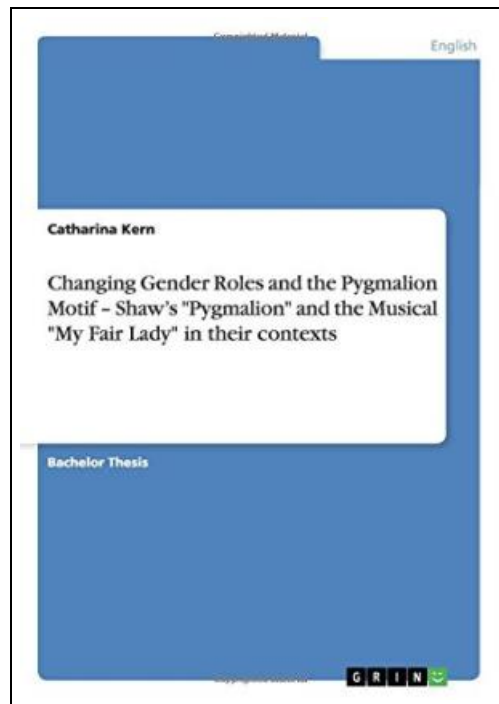 English
Catharina Kern
Changing Gender Roles and the Pygmalion
Motif – Shaw's "Pygmalion" and the Musical
"My Fair Lady" in their contexts
Bachelor Thesis
GRIN